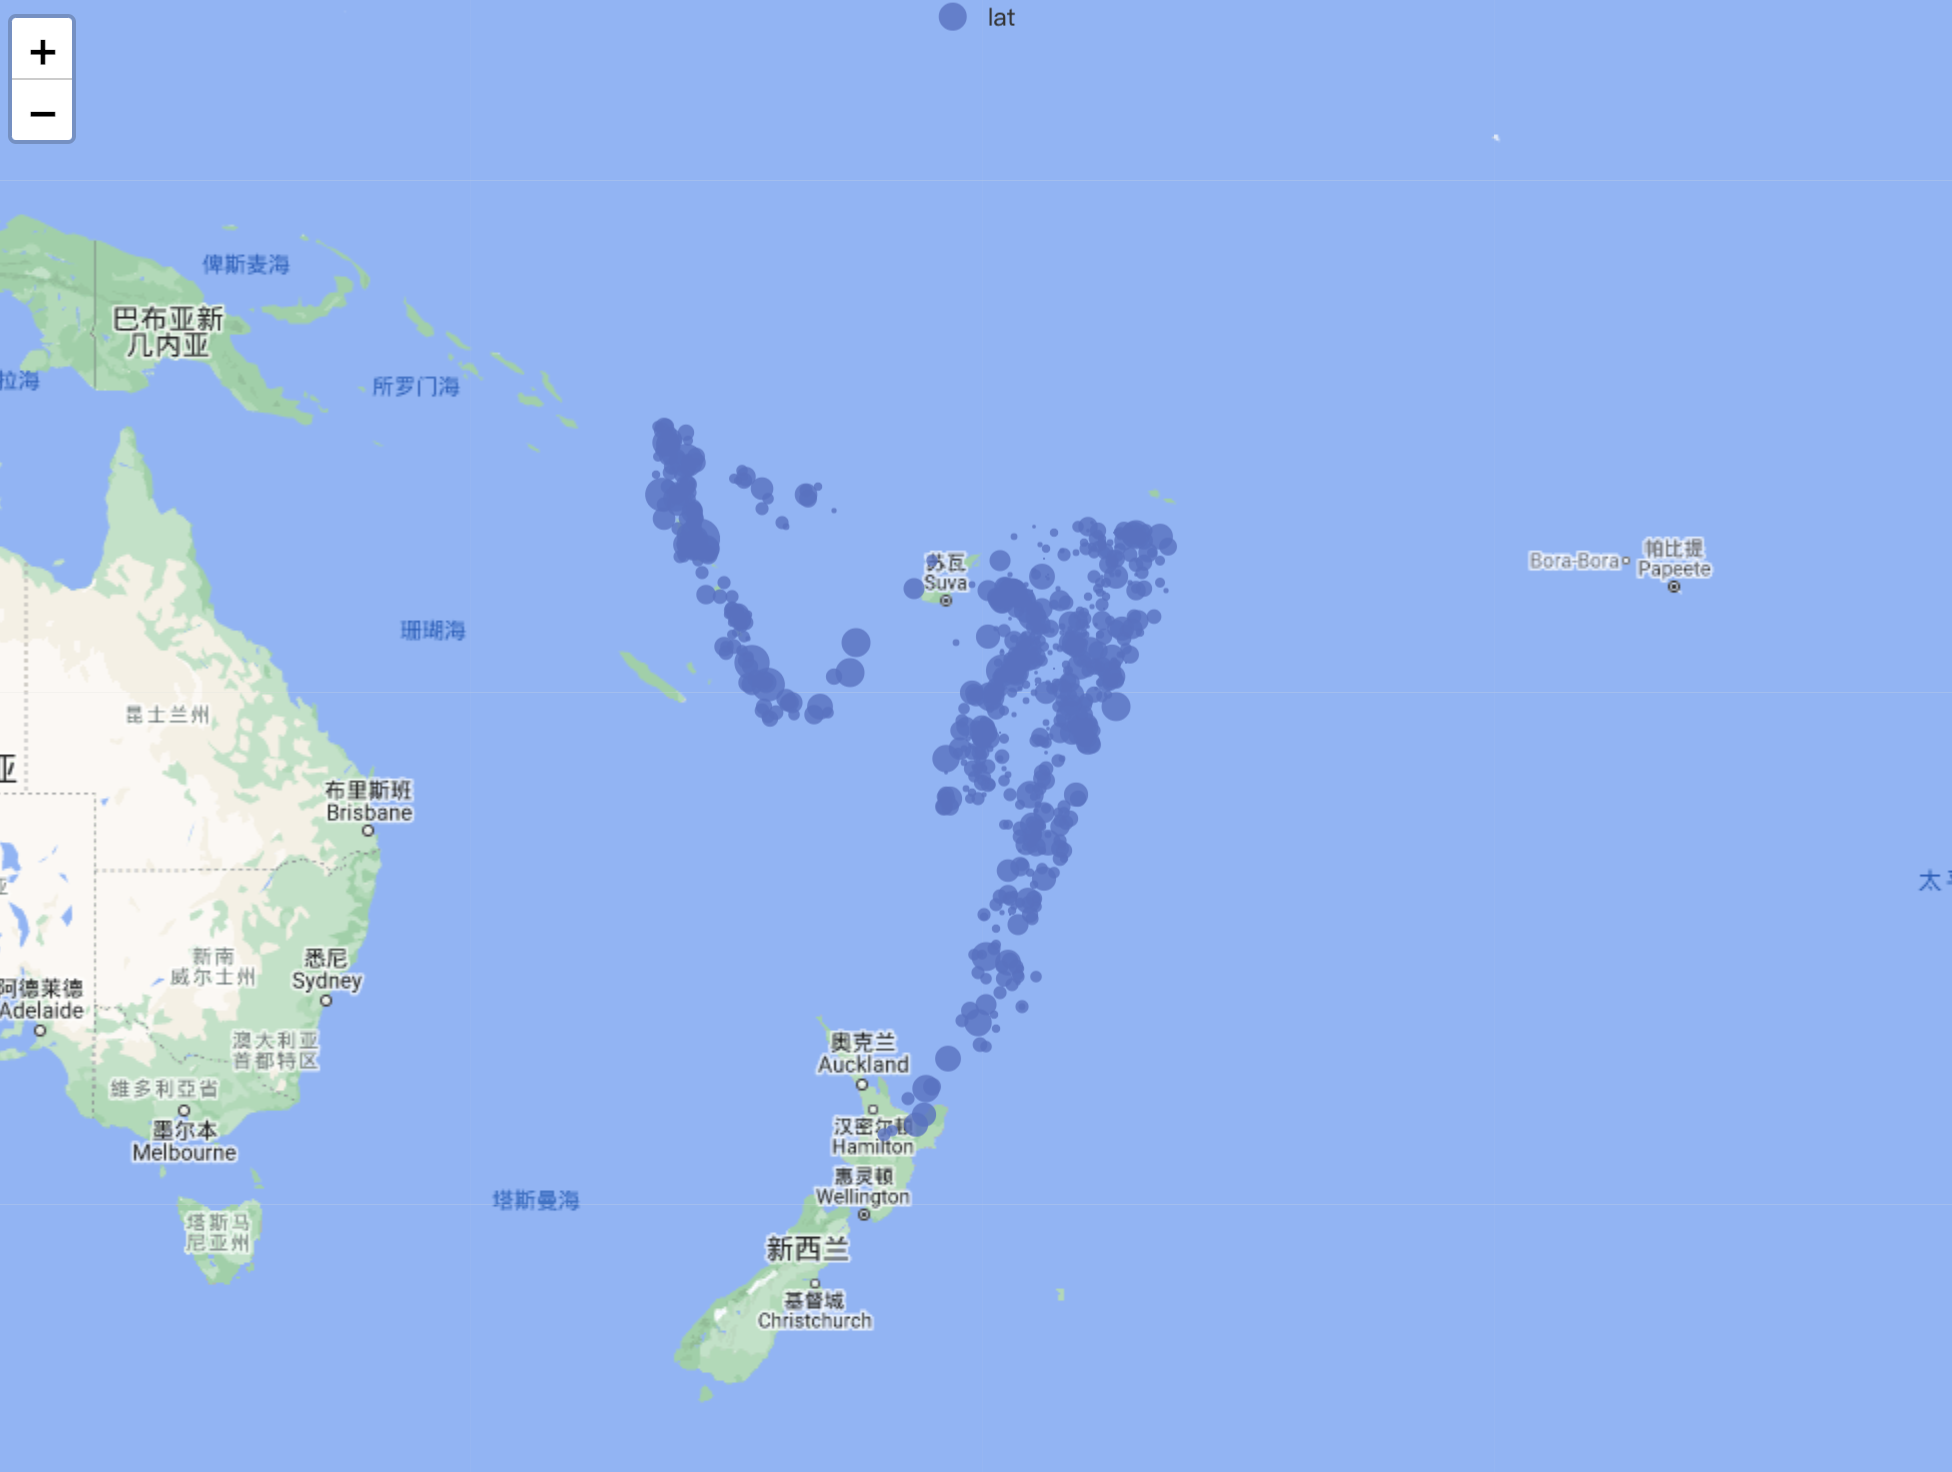 +
lat
−
俾斯麦海
巴布亚新
几内亚
拉海
所罗门海
苏瓦
Suva
帕比提
Bora-Bora
Papeete
珊瑚海
昆士兰州
亚
布里斯班
Brisbane
太平
亚
新南
威尔士州
悉尼
Sydney
阿德莱德
Adelaide
澳大利亚
首都特区
奥克兰
Auckland
維多利亞省
墨尔本
Melbourne
汉密尔顿
Hamilton
惠灵顿
Wellington
塔斯曼海
塔斯马
尼亚州
新西兰
基督城
Christchurch